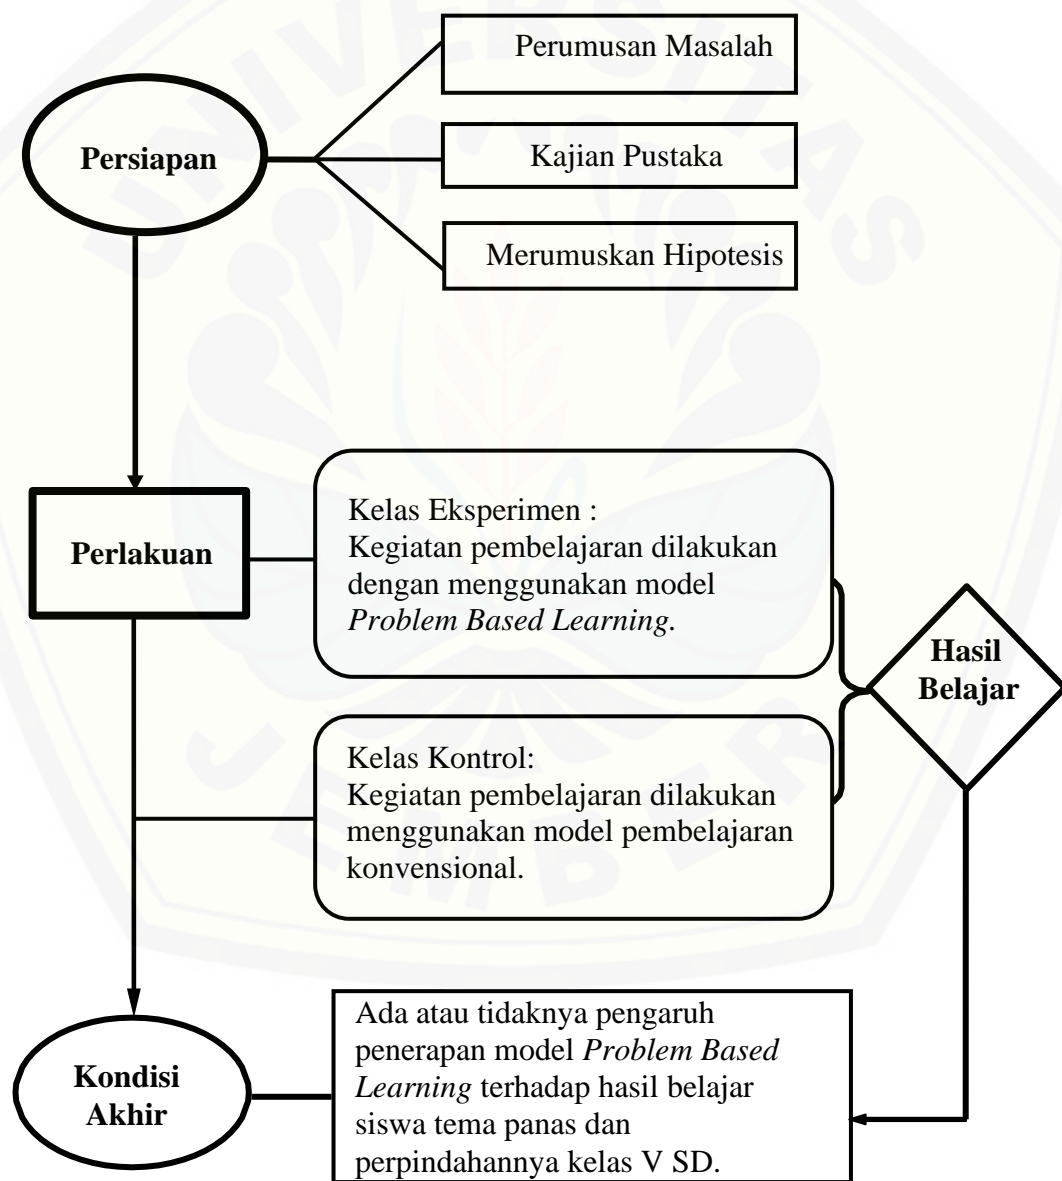 Perumusan Masalah
Persiapan
Kajian Pustaka
Merumuskan Hipotesis
Perlakuan
Kelas Eksperimen :
Kegiatan pembelajaran dilakukan
dengan menggunakan model
Problem Based Learning.
Hasil
Belajar
Kelas Kontrol:
Kegiatan pembelajaran dilakukan
menggunakan model pembelajaran
konvensional.
Kondisi
Akhir
Ada atau tidaknya pengaruh
penerapan model Problem Based
Learning terhadap hasil belajar
siswa tema panas dan
perpindahannya kelas V SD.
UNIVERSITAS
JEMBER